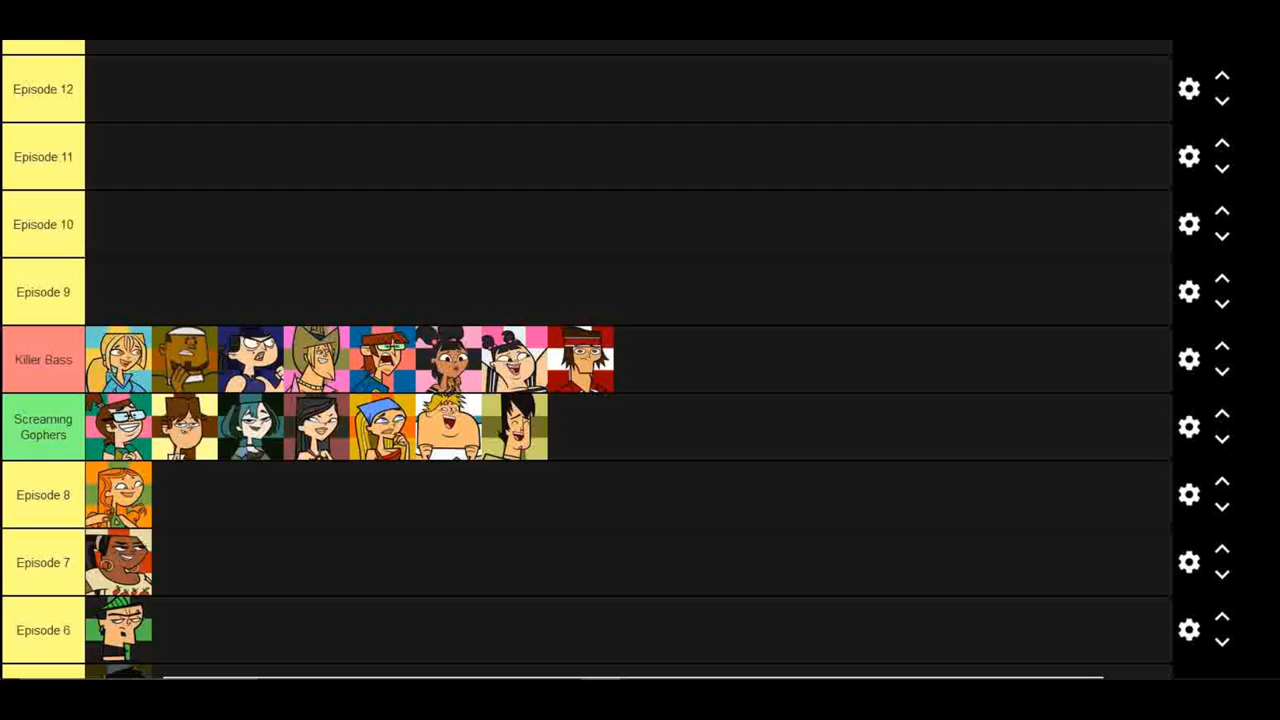 Episode 12
Episode 11
Episode 10
Episode 9
Killer Bass
Screaming
Gophers
Episode 8
Episode 7
Episode 6